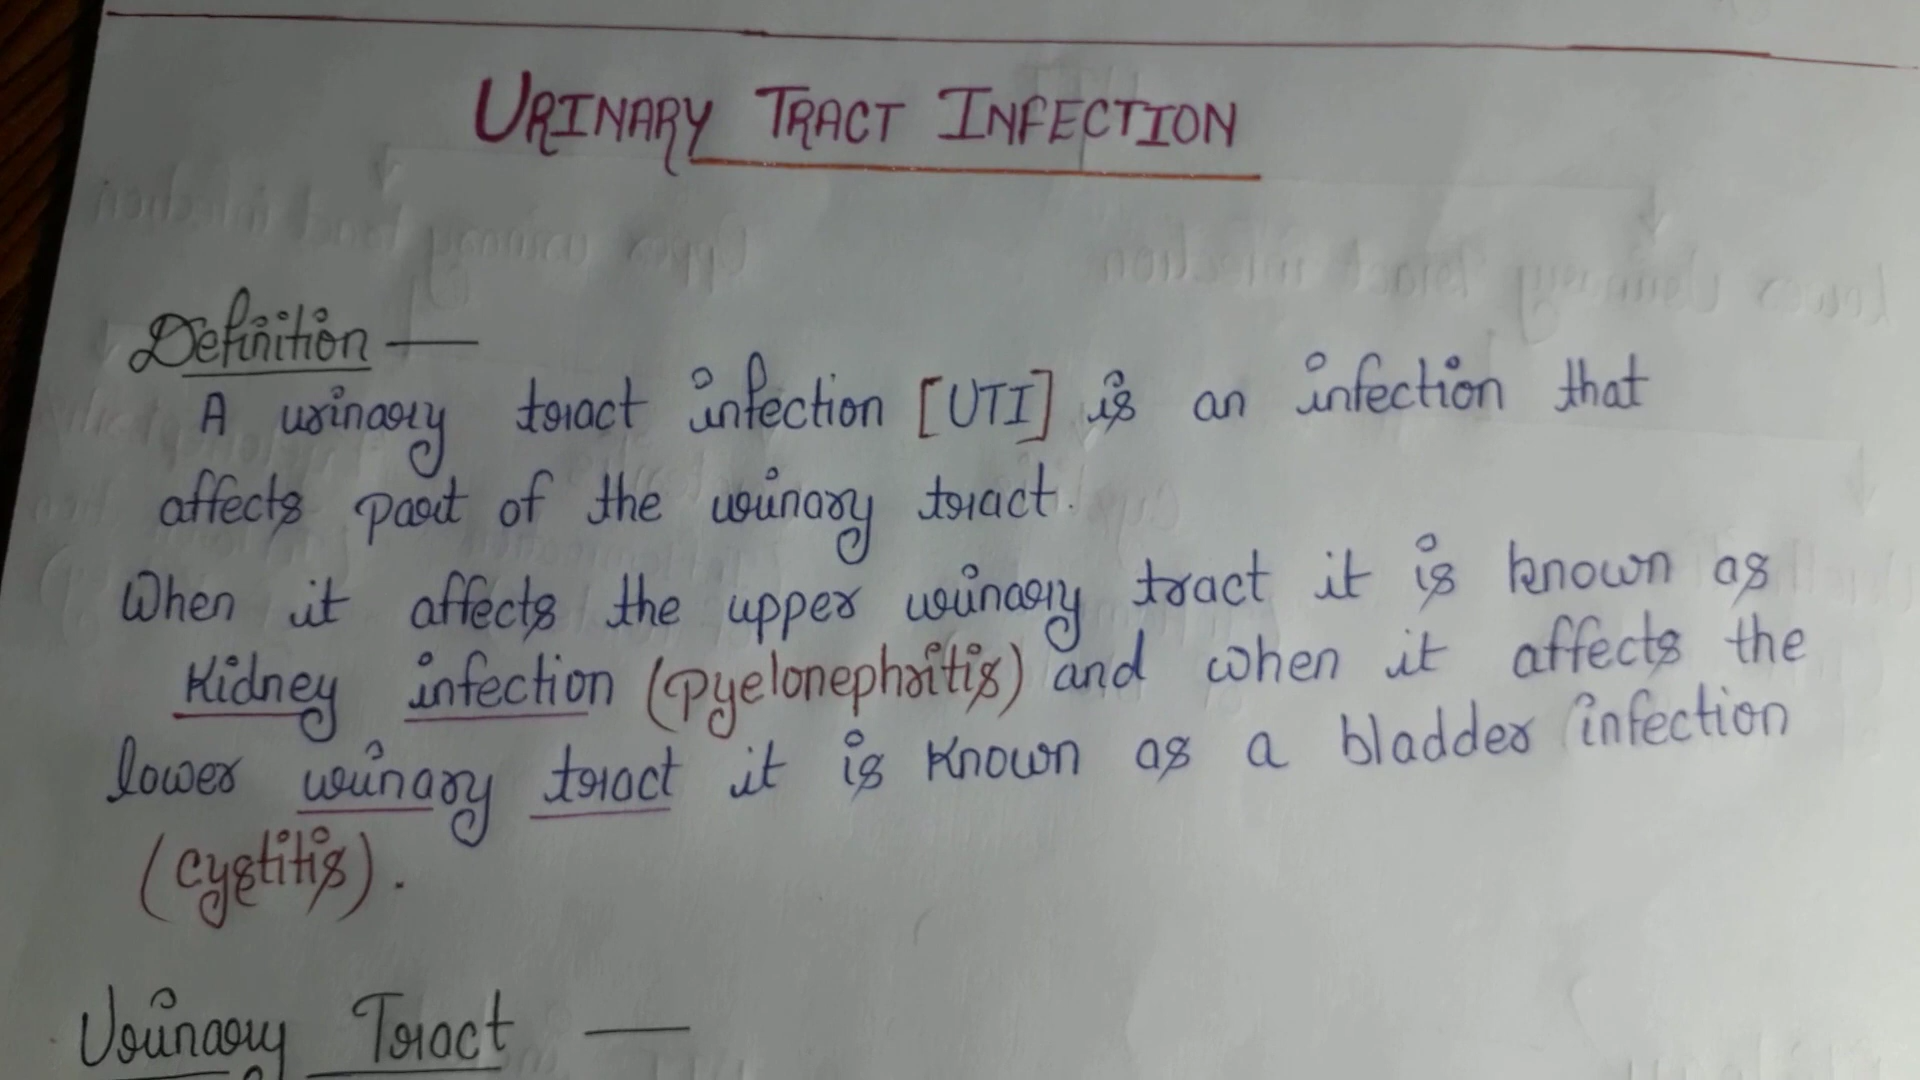 URINARY TRACT INFECTION
Definition —
A urinary tract infection [UTI] is an infection that
affects part of the urinary tract.
When it affects the upper urinary tract it is known as
Kidney infection (Pyelonephritis) and when it affects the
lower urinary tract it is known as a bladder infection
(cystitis).
Urinary Tract —